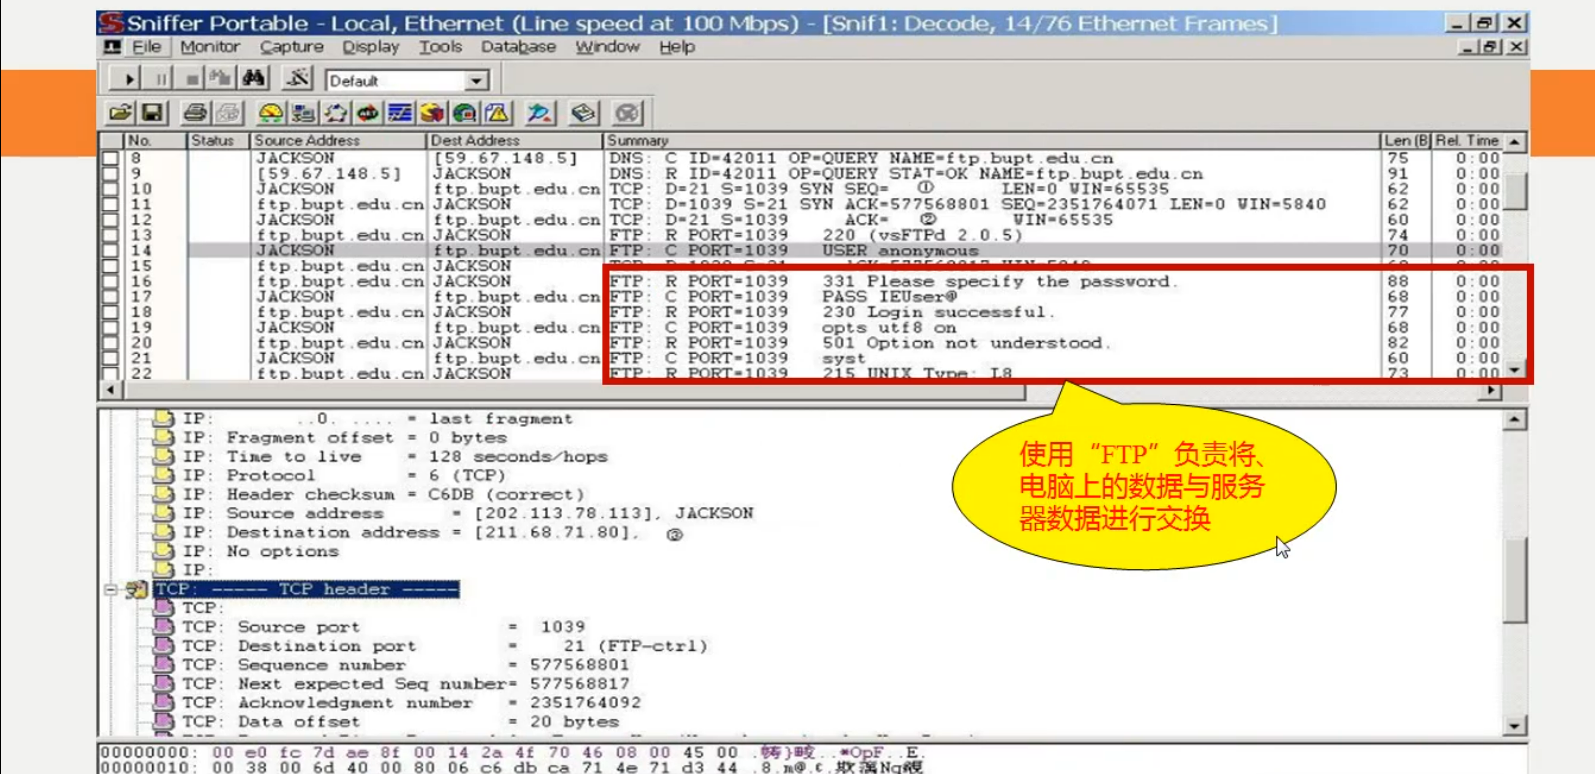 Sniffer Portable - Local, Ethernet (Line speed at 100 Mbps) - [Snif1: Decode, 14/76 Ethernet Frames]
File Monitor Capture Display Tools Database Window Help
Default
No. Status Source Address Dest Address Summary Len (B Rel. Time
8 JACKSON [59.67.148.5] DNS: C ID=42011 OP=QUERY NAME=ftp.bupt.edu.cn 75 0:00
9 [59.67.148.5] JACKSON DNS: R ID=42011 OP=QUERY STAT=OK NAME=ftp.bupt.edu.cn 91 0:00
10 JACKSON ftp.bupt.edu.cn TCP: D=21 S=1039 SYN SEQ= ① LEN=0 WIN=65535 62 0:00
11 ftp.bupt.edu.cn JACKSON TCP: D=1039 S=21 SYN ACK=577568801 SEQ=2351764071 LEN=0 WIN=5840 62 0:00
12 JACKSON ftp.bupt.edu.cn TCP: D=21 S=1039 ACK= ② WIN=65535 60 0:00
13 ftp.bupt.edu.cn JACKSON FTP: R PORT=1039 220 (vsFTPd 2.0.5) 74 0:00
14 JACKSON ftp.bupt.edu.cn FTP: C PORT=1039 USER anonymous 70 0:00
15 ftp.bupt.edu.cn JACKSON TCP: D=1039 S=21 ACK=577568817 WIN=5840 60 0:00
16 ftp.bupt.edu.cn JACKSON FTP: R PORT=1039 331 Please specify the password. 88 0:00
17 JACKSON ftp.bupt.edu.cn FTP: C PORT=1039 PASS IEUser@ 68 0:00
18 ftp.bupt.edu.cn JACKSON FTP: R PORT=1039 230 Login successful. 77 0:00
19 JACKSON ftp.bupt.edu.cn FTP: C PORT=1039 opts utf8 on 68 0:00
20 ftp.bupt.edu.cn JACKSON FTP: R PORT=1039 501 Option not understood. 82 0:00
21 JACKSON ftp.bupt.edu.cn FTP: C PORT=1039 syst 60 0:00
22 ftp.bupt.edu.cn JACKSON FTP: R PORT=1039 215 UNIX Type: L8 73 0:00
IP: ..0. .... = last fragment
IP: Fragment offset = 0 bytes
IP: Time to live = 128 seconds/hops
IP: Protocol = 6 (TCP)
IP: Header checksum = C6DB (correct)
IP: Source address = [202.113.78.113], JACKSON
IP: Destination address = [211.68.71.80], ③
IP: No options
IP:
TCP: ----- TCP header -----
TCP:
TCP: Source port = 1039
TCP: Destination port = 21 (FTP-ctrl)
TCP: Sequence number = 577568801
TCP: Next expected Seq number= 577568817
TCP: Acknowledgment number = 2351764092
TCP: Data offset = 20 bytes
使用“FTP”负责将、
电脑上的数据与服务
器数据进行交换
00000000: 00 e0 fc 7d ae 8f 00 14 2a 4f 70 46 08 00 45 00
00000010: 00 38 00 6d 40 00 80 06 c6 db ca 71 4e 71 d3 44